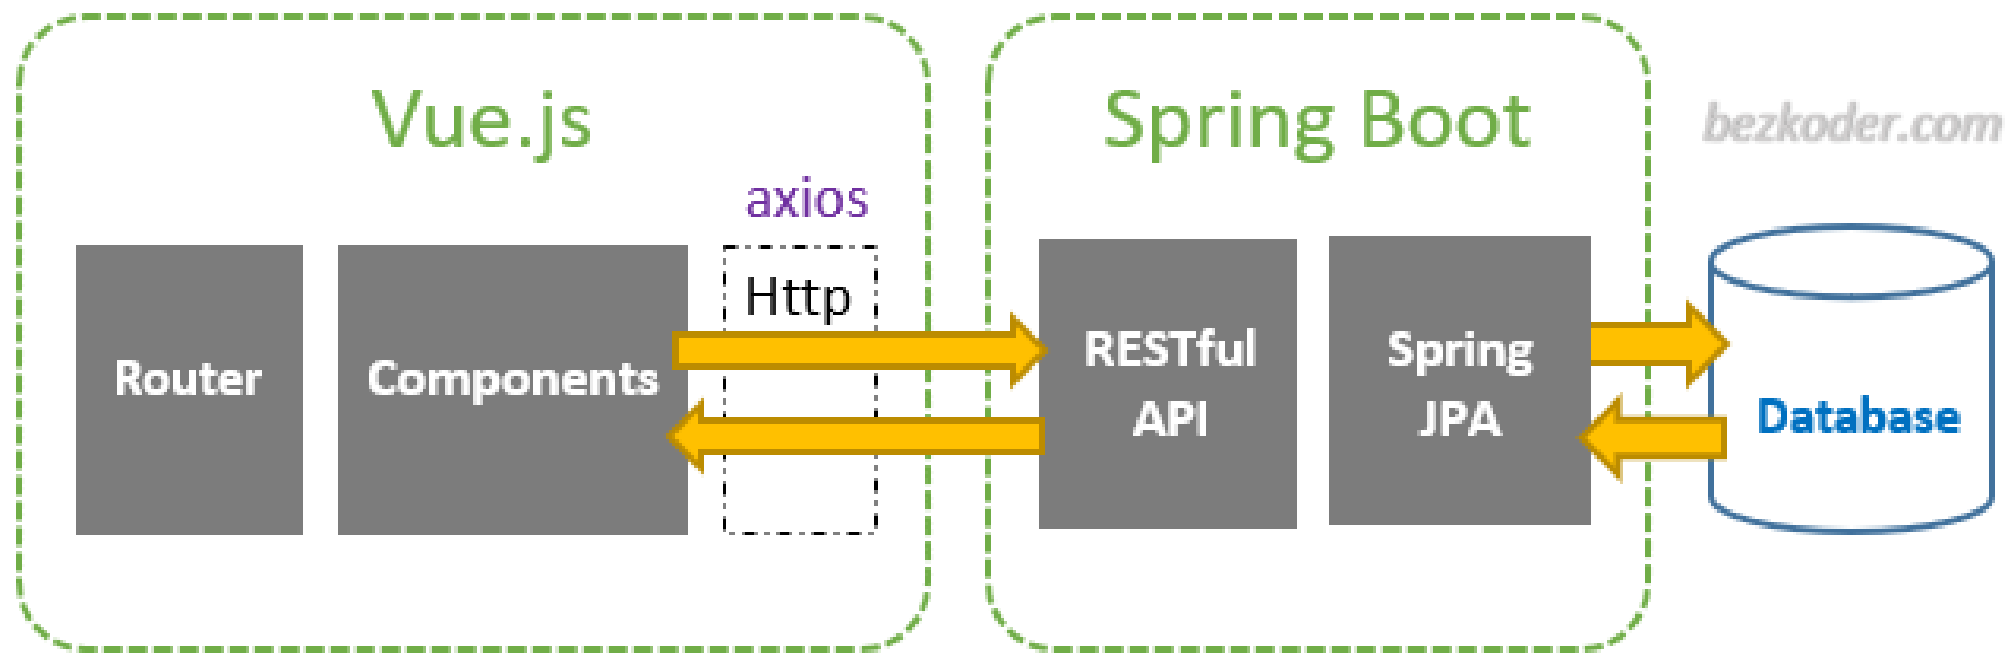 Vue.js
axios
Http
Router
Components
Spring Boot
RESTful
API
Spring
JPA
bezkoder.com
Database